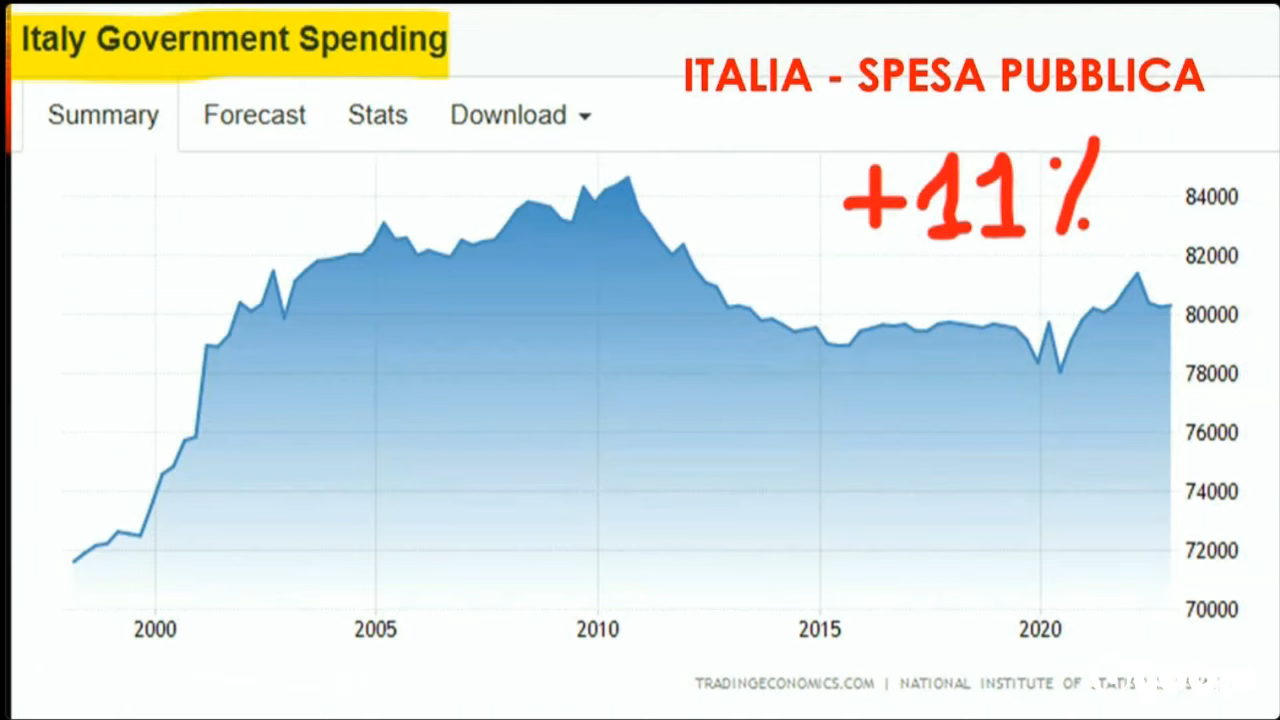 Italy Government Spending
ITALIA - SPESA PUBBLICA
Summary Forecast Stats Download
+11%
84000
82000
80000
78000
76000
74000
72000
70000
2000 2005 2010 2015 2020
TRADINGECONOMICS.COM | NATIONAL INSTITUTE OF